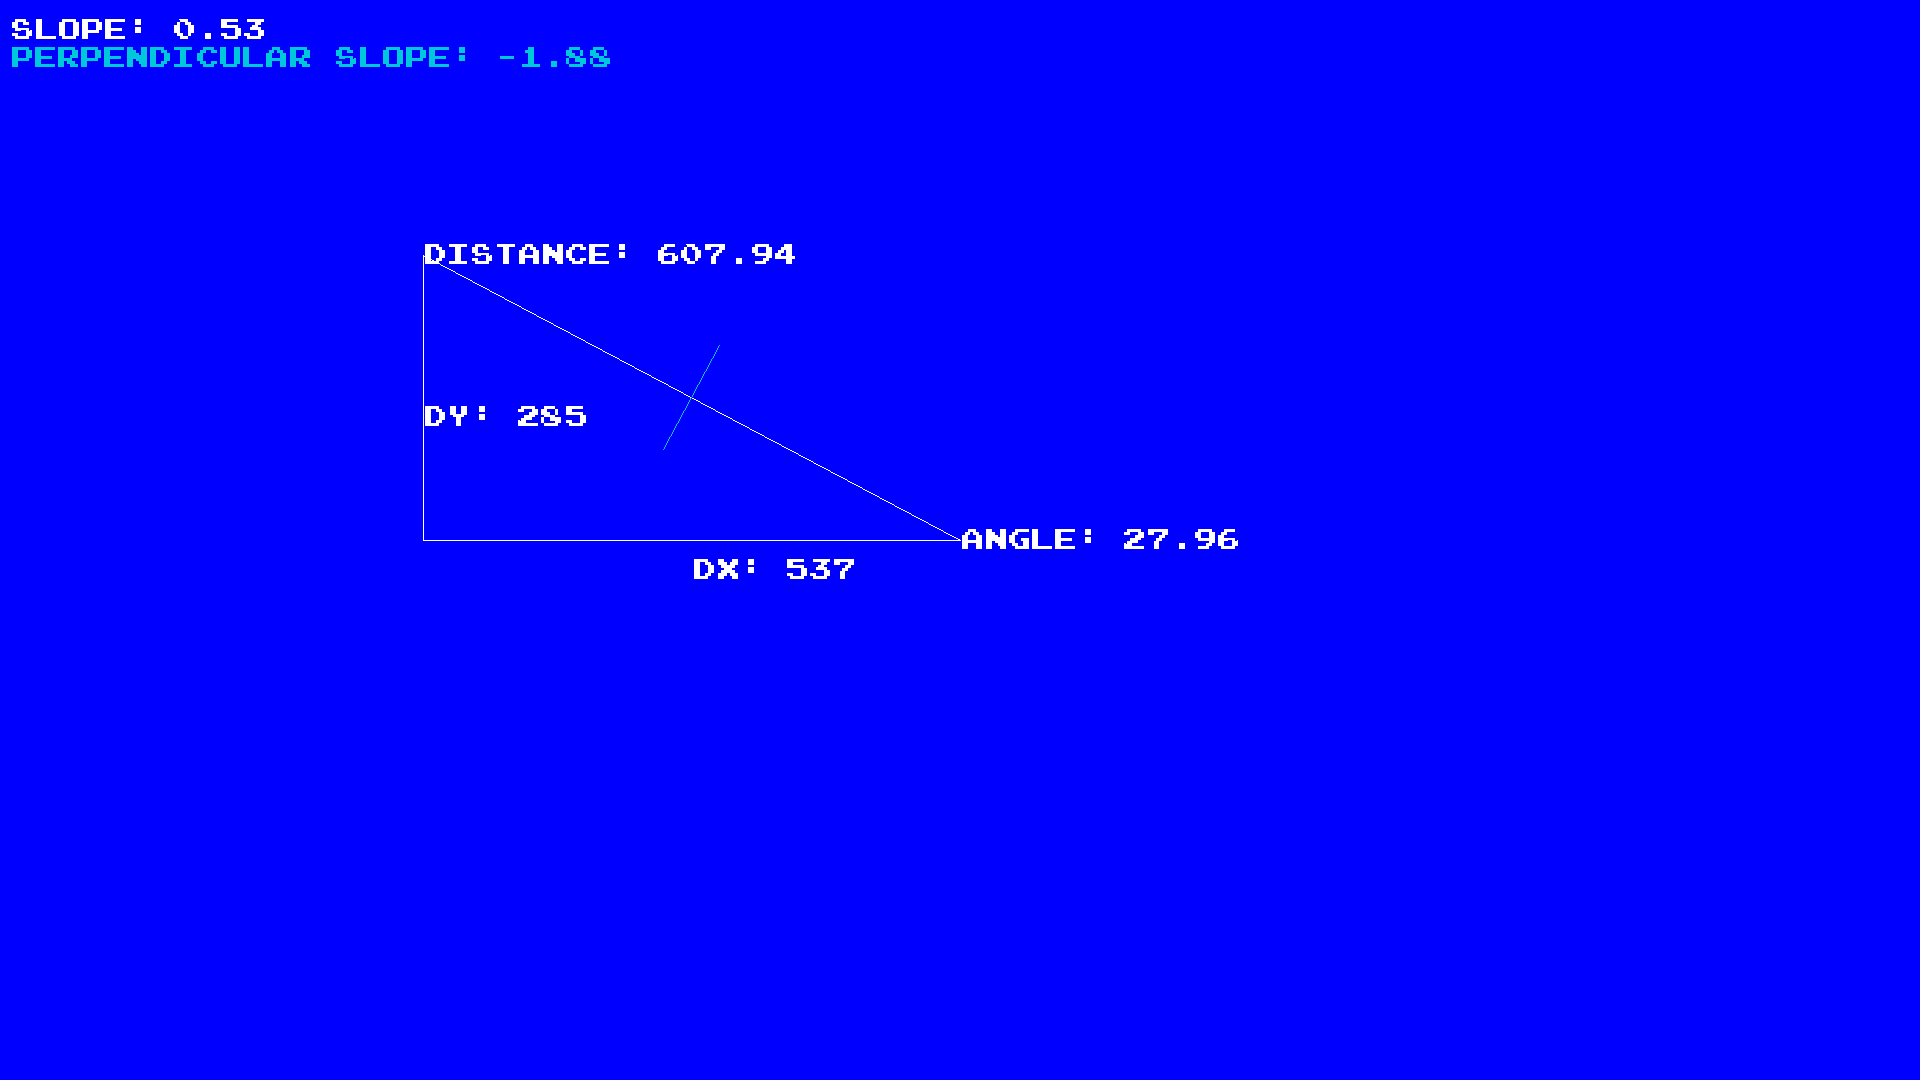 SLOPE: 0.53
PERPENDICULAR SLOPE: -1.88
DISTANCE: 607.94
DY: 285
ANGLE: 27.96
DX: 537